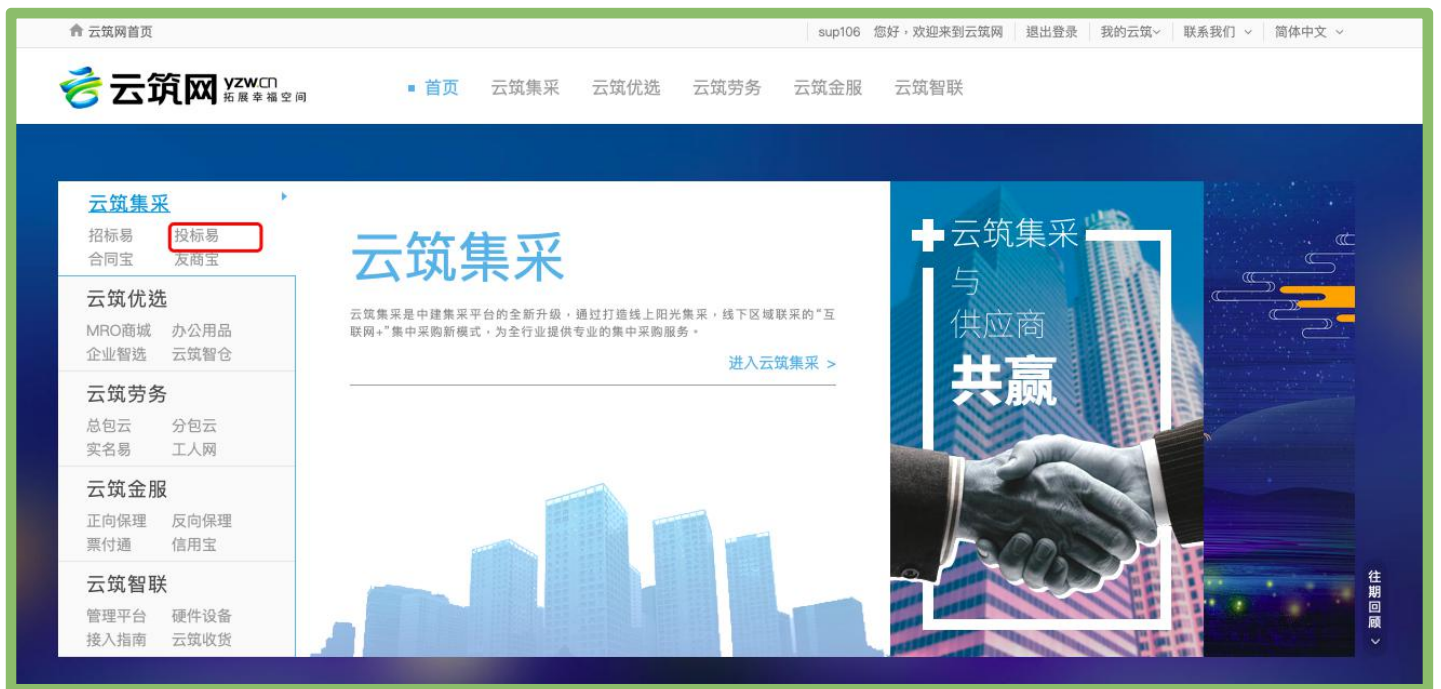 云筑网首页
sup106 您好，欢迎来到云筑网 退出登录 我的云筑 联系我们 简体中文
云筑网 yzw.cn
拓展幸福空间
首页 云筑集采 云筑优选 云筑劳务 云筑金服 云筑智联
云筑集采
招标易 投标易
合同宝 友商宝
云筑优选
MRO商城 办公用品
企业智选 云筑智仓
云筑劳务
总包云 分包云
实名易 工人网
云筑金服
正向保理 反向保理
票付通 信用宝
云筑智联
管理平台 硬件设备
接入指南 云筑收货
云筑集采
云筑集采是中建集采平台的全新升级，通过打造线上阳光集采，线下区域联采的“互
联网+”集中采购新模式，为全行业提供专业的集中采购服务。
进入云筑集采 >
云筑集采
与
供应商
共赢
往期回顾